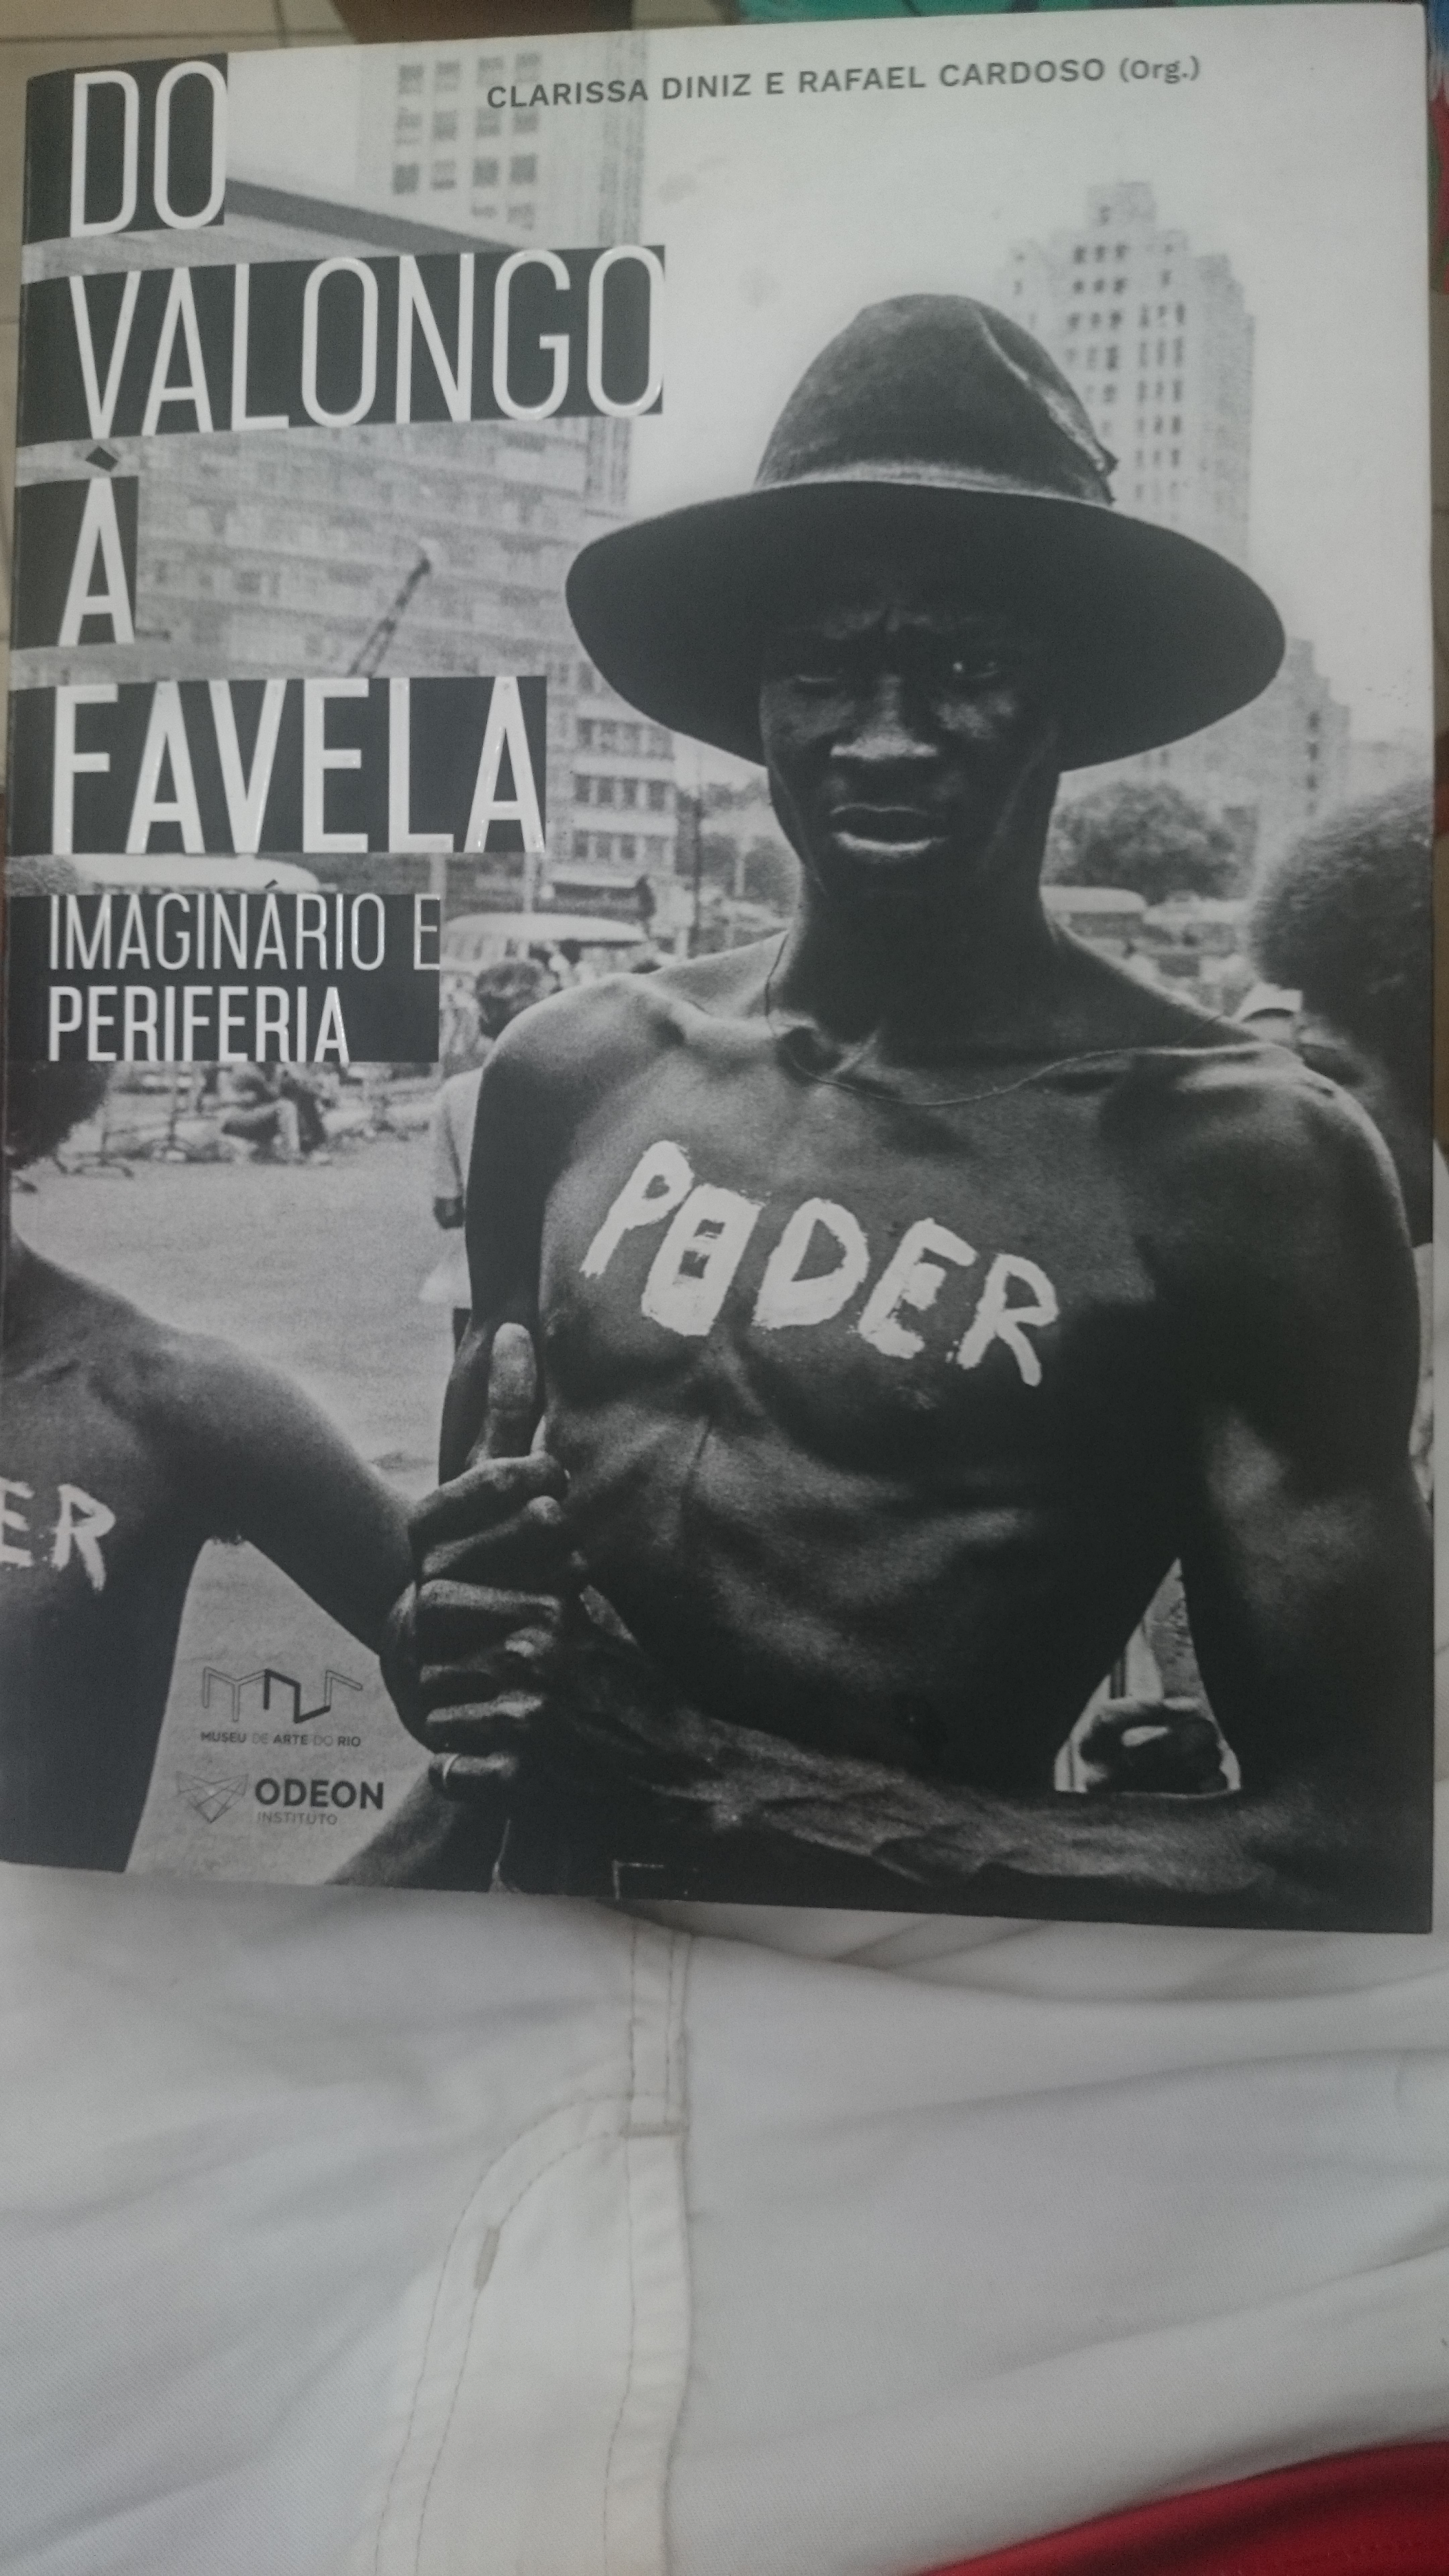 CLARISSA DINIZ E RAFAEL CARDOSO (Org.)
DO
VALONGO
À
FAVELA
IMAGINÁRIO E
PERIFERIA
PODER
ER
MUSEU DE ARTE DO RIO
ODEON
INSTITUTO